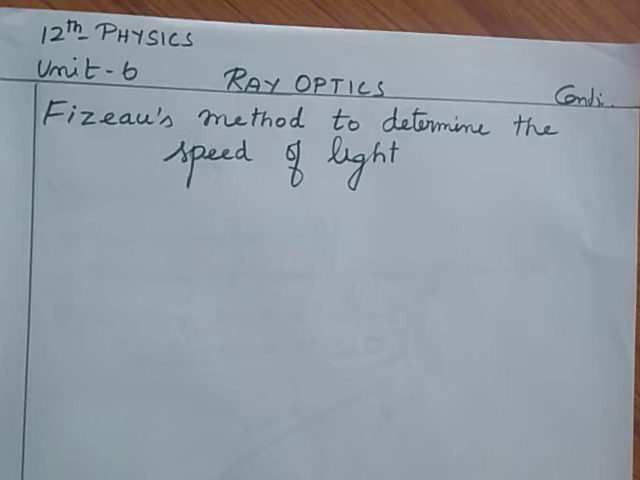 12th PHYSICS
Unit-6 RAY OPTICS Contd..
Fizeau's method to determine the
speed of light